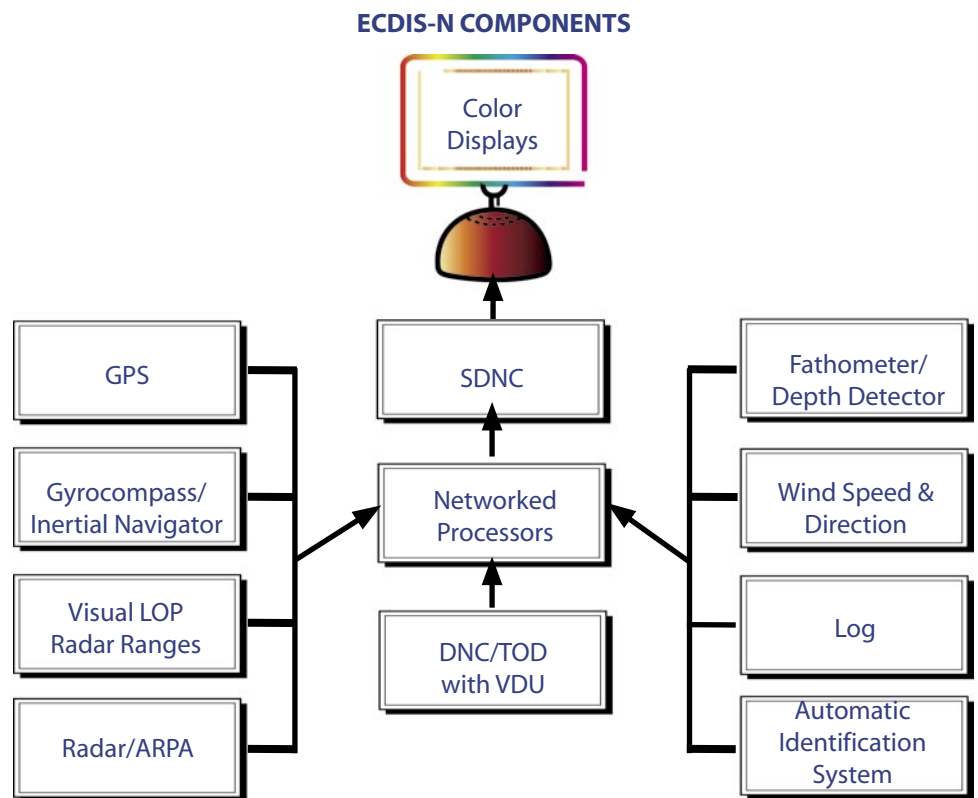 ECDIS-N COMPONENTS
Color
Displays
SDNC
Networked
Processors
DNC/TOD
with VDU
GPS
Gyrocompass/
Inertial Navigator
Visual LOP
Radar Ranges
Radar/ARPA
Fathometer/
Depth Detector
Wind Speed &
Direction
Log
Automatic
Identification
System